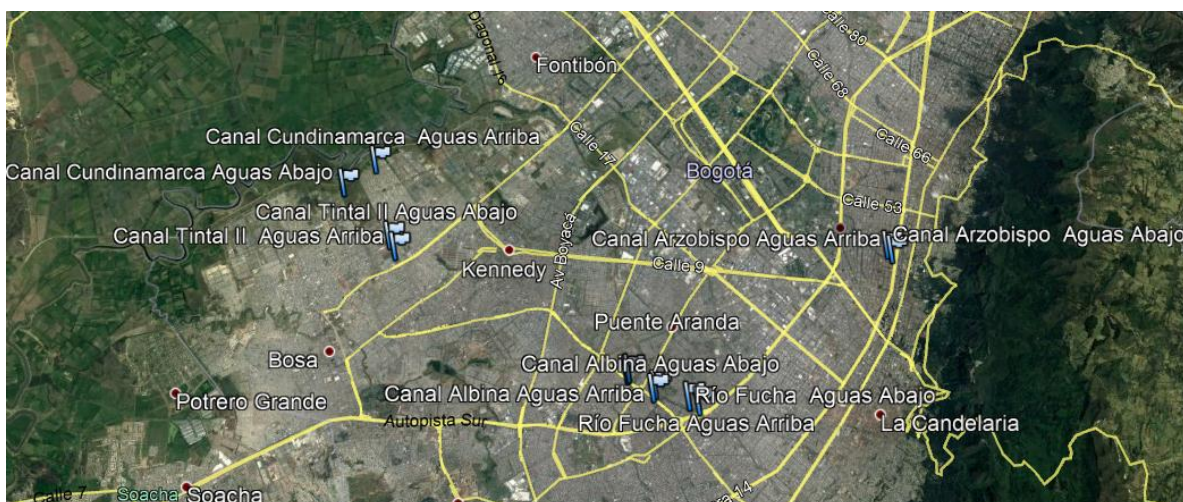 Calle 80
Diagonal 16
Fontibón
Calle 68
Calle 17
Canal Cundinamarca Aguas Arriba
Calle 66
Canal Cundinamarca Aguas Abajo
Bogotá
Calle 53
Canal Tintal II Aguas Abajo
Av Boyacá
Canal Tintal II Aguas Arriba
Canal Arzobispo Aguas Arriba
Canal Arzobispo Aguas Abajo
Kennedy
Calle 9
Puente Aranda
Bosa
Canal Albina Aguas Abajo
Canal Albina Aguas Arriba
Río Fucha Aguas Abajo
Potrero Grande
Autopista Sur
Río Fucha Aguas Arriba
La Candelaria
Calle 7
Soacha
Soacha
14